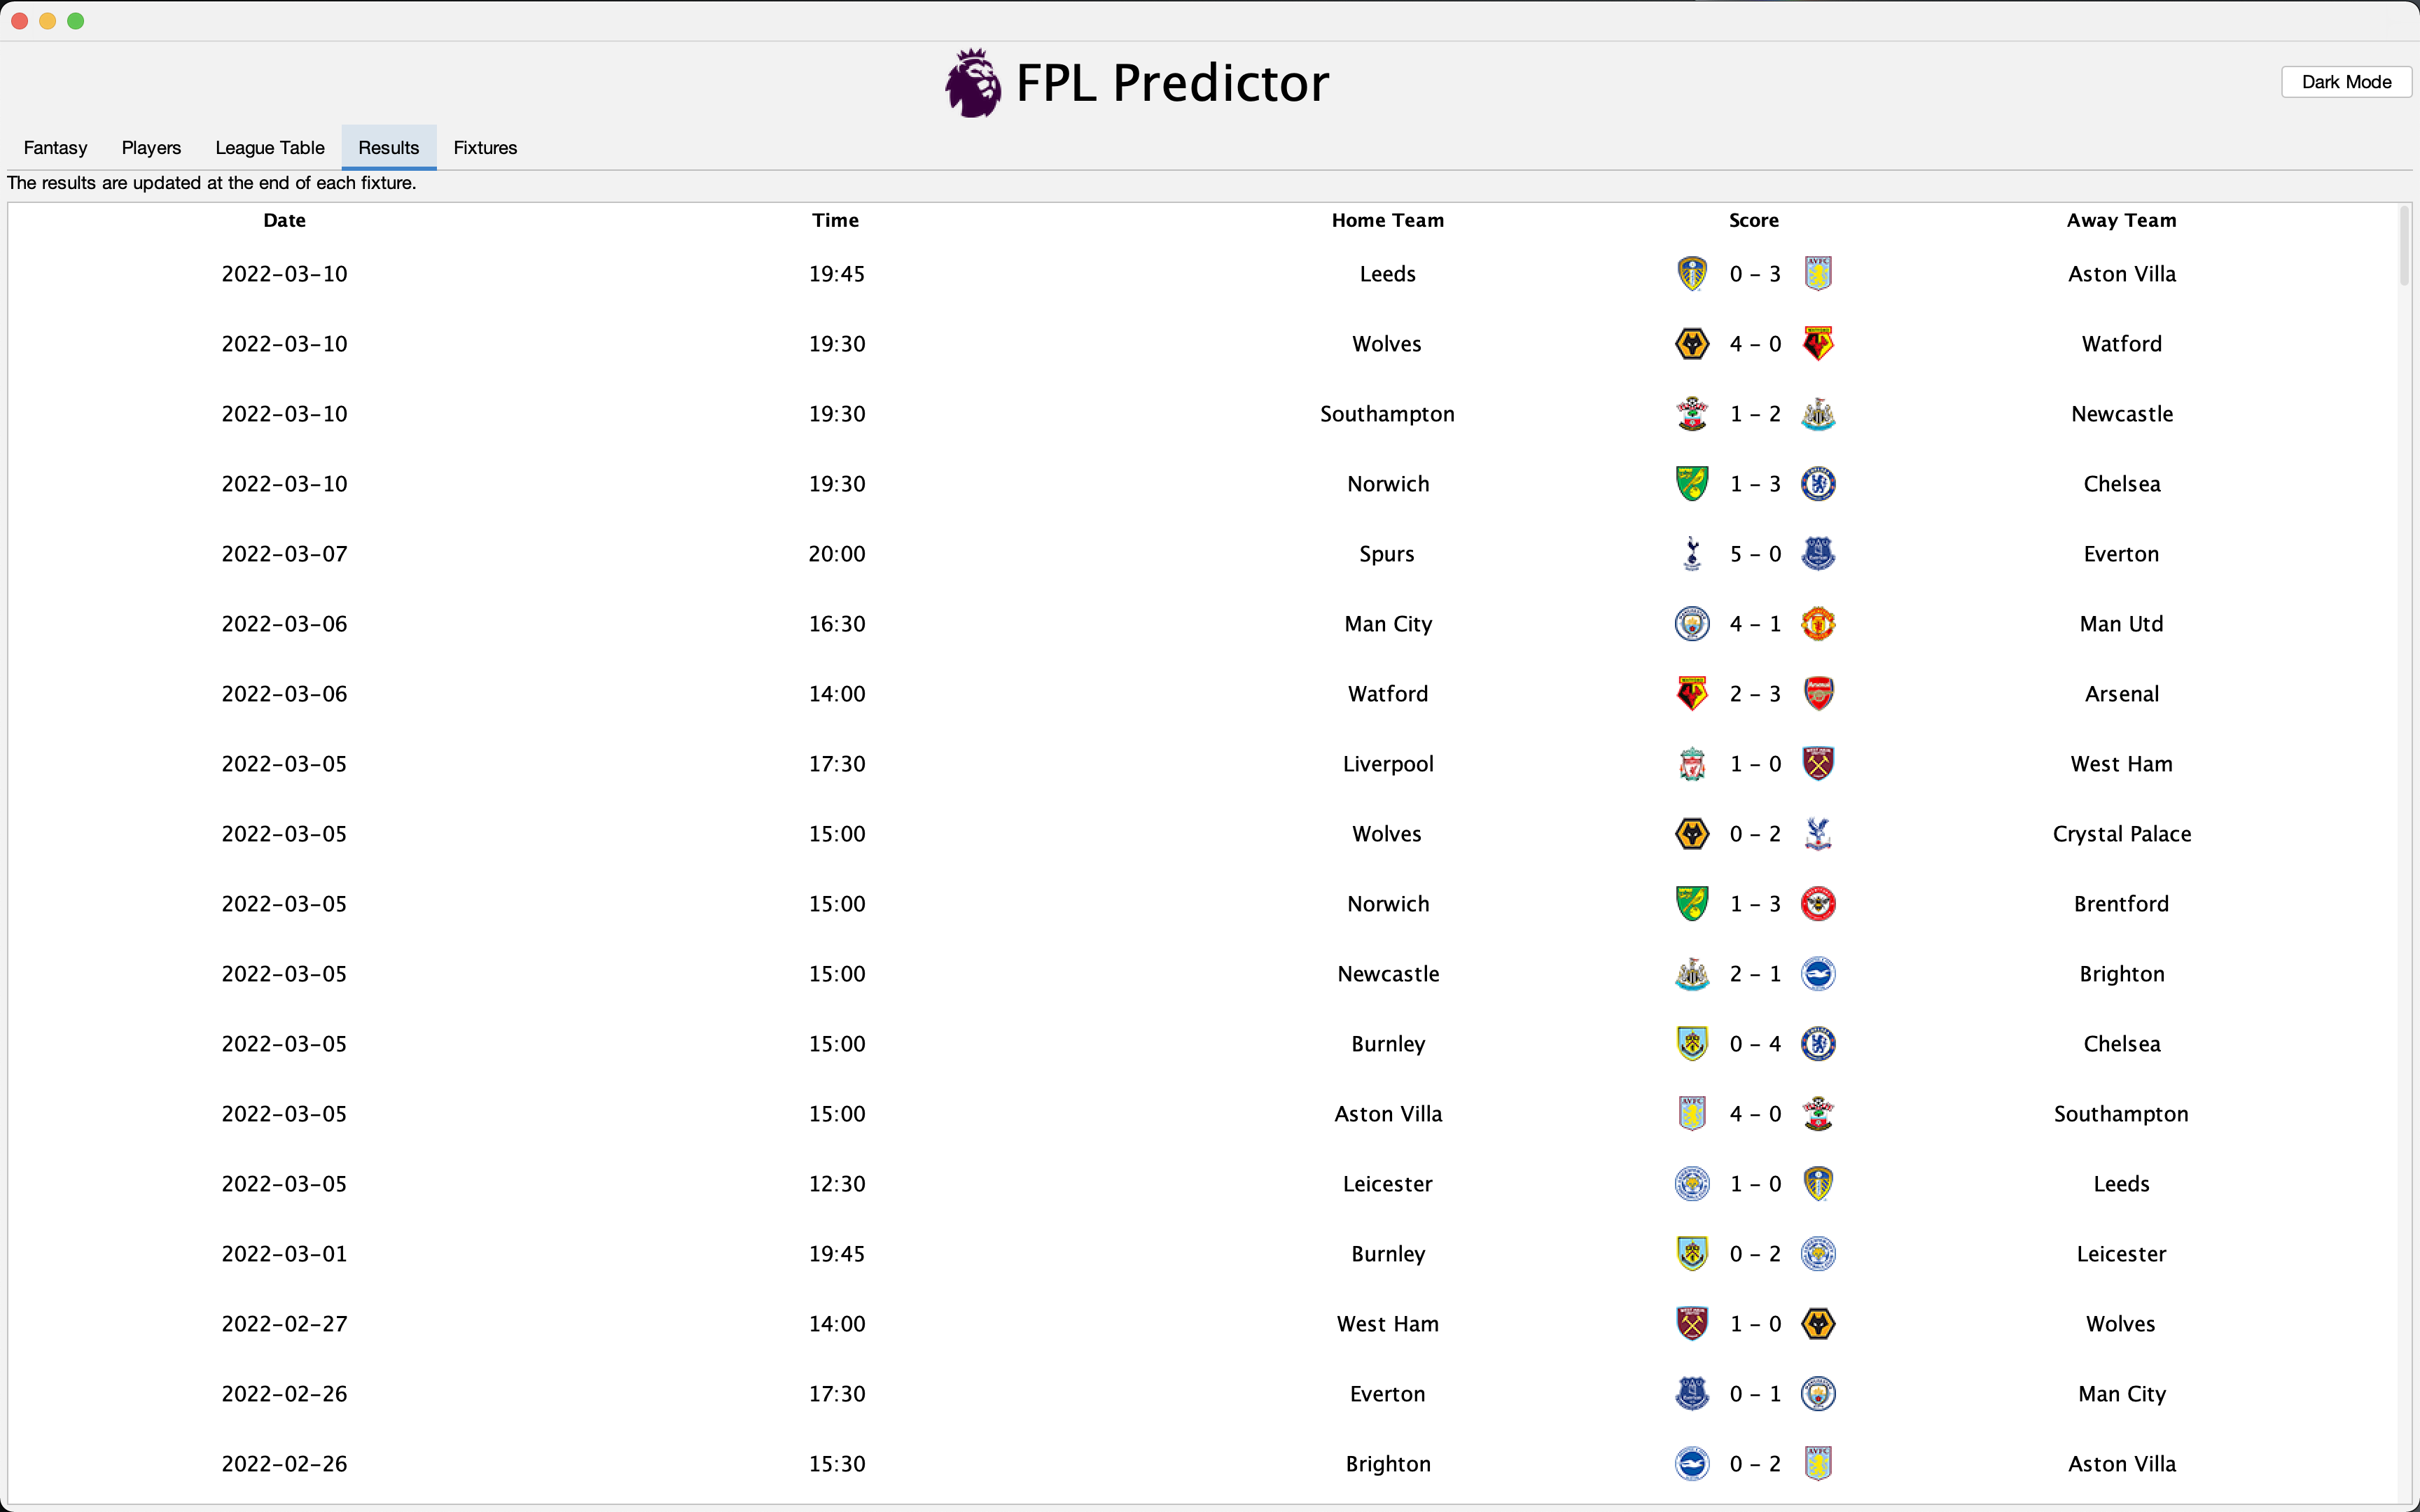 FPL Predictor
Dark Mode
Fantasy Players League Table Results Fixtures
The results are updated at the end of each fixture.
Date Time Home Team Score Away Team
2022-03-10 19:45 Leeds 0 - 3 Aston Villa
2022-03-10 19:30 Wolves 4 - 0 Watford
2022-03-10 19:30 Southampton 1 - 2 Newcastle
2022-03-10 19:30 Norwich 1 - 3 Chelsea
2022-03-07 20:00 Spurs 5 - 0 Everton
2022-03-06 16:30 Man City 4 - 1 Man Utd
2022-03-06 14:00 Watford 2 - 3 Arsenal
2022-03-05 17:30 Liverpool 1 - 0 West Ham
2022-03-05 15:00 Wolves 0 - 2 Crystal Palace
2022-03-05 15:00 Norwich 1 - 3 Brentford
2022-03-05 15:00 Newcastle 2 - 1 Brighton
2022-03-05 15:00 Burnley 0 - 4 Chelsea
2022-03-05 15:00 Aston Villa 4 - 0 Southampton
2022-03-05 12:30 Leicester 1 - 0 Leeds
2022-03-01 19:45 Burnley 0 - 2 Leicester
2022-02-27 14:00 West Ham 1 - 0 Wolves
2022-02-26 17:30 Everton 0 - 1 Man City
2022-02-26 15:30 Brighton 0 - 2 Aston Villa